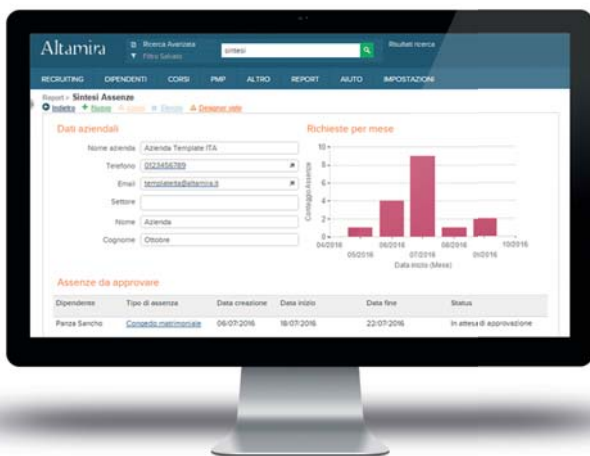 Altamira
Ricerca Avanzata
sintesi
Risultati ricerca
Filtro Salvato
RECRUITING DIPENDENTI CORSI PMP ALTRO REPORT AIUTO IMPOSTAZIONI
Report > Sintesi Assenze
Indietro Nuovo Elimina Designer vista
Dati aziendali
Nome azienda Azienda Template ITA
Telefono 0123456789
Email
Settore
Nome Azienda
Cognome Ottobre
Richieste per mese
Conteggio Assenze
10
8
6
4
2
0
04/2016 06/2016 08/2016 10/2016
05/2016 07/2016 09/2016
Data inizio (Mese)
Assenze da approvare
Dipendente Tipo di assenza Data creazione Data inizio Data fine Status
Panza Sancho Congedo matrimoniale 06/07/2016 18/07/2016 22/07/2016 In attesa di approvazione